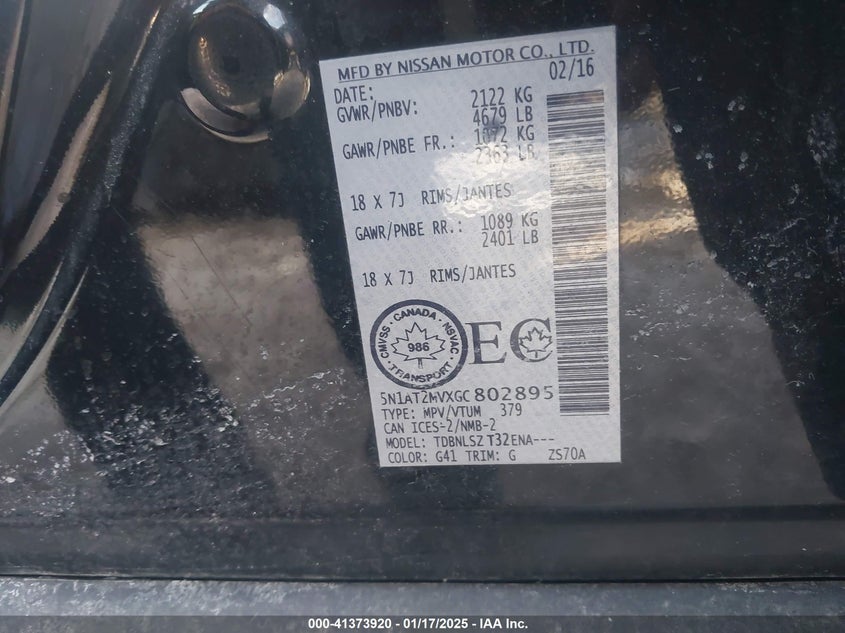 MFD BY NISSAN MOTOR CO., LTD.
DATE: 02/16
GVWR/PNBV: 2122 KG
4679 LB
GAWR/PNBE FR.: 1072 KG
2363 LB
18 X 7J RIMS/JANTES
GAWR/PNBE RR.: 1089 KG
2401 LB
18 X 7J RIMS/JANTES
CMVSS · CANADA · NSVAC · TRANSPORT
986
EC
5N1AT2MVXGC802895
TYPE: MPV/VTUM 379
CAN ICES-2/NMB-2
MODEL: TDBNLSZ T32ENA---
COLOR: G41 TRIM: G ZS70A
000-41373920 — 01/17/2025 — IAA Inc.